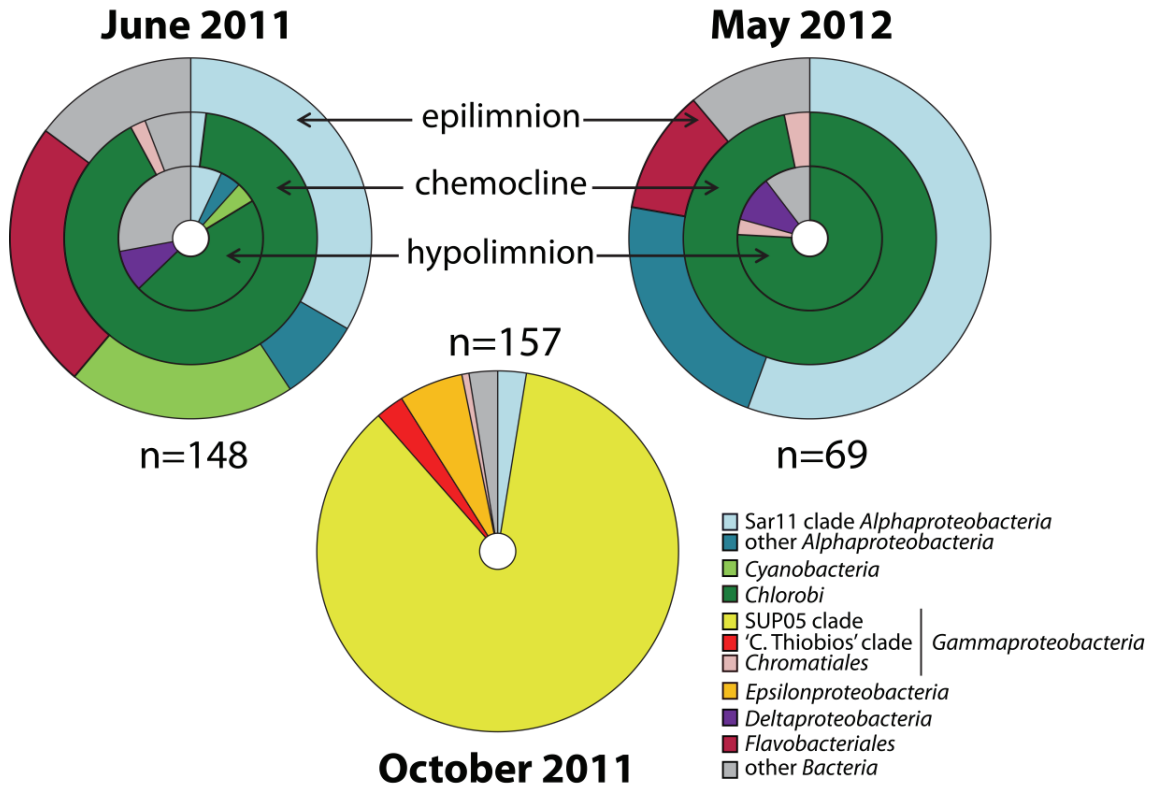 June 2011
May 2012
epilimnion
chemocline
hypolimnion
n=157
n=148
n=69
Sar11 clade Alphaproteobacteria
other Alphaproteobacteria
Cyanobacteria
Chlorobi
SUP05 clade
'C. Thiobios' clade
Gammaproteobacteria
Chromatiales
Epsilonproteobacteria
Deltaproteobacteria
Flavobacteriales
other Bacteria
October 2011